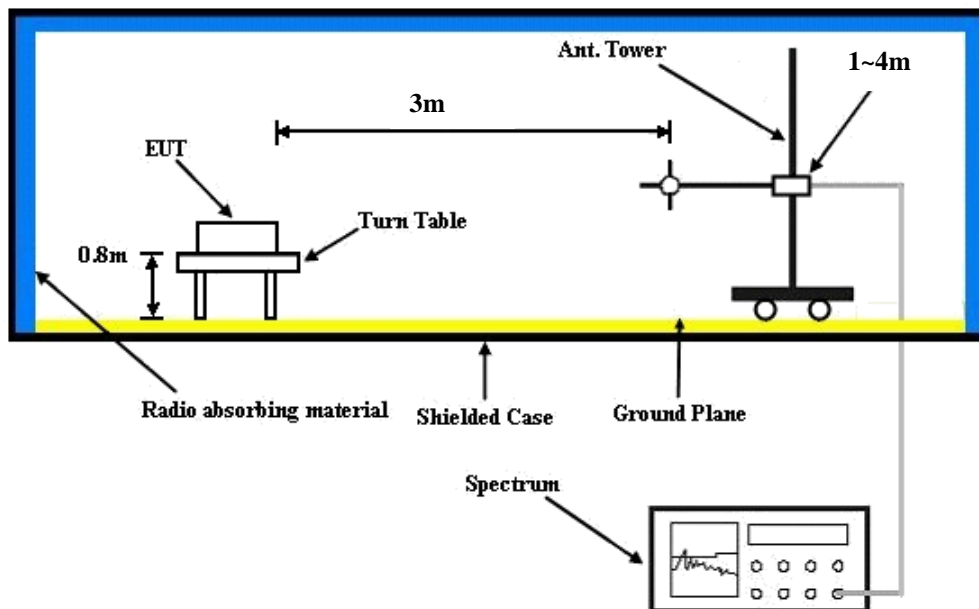 Ant. Tower
1~4m
3m
EUT
Turn Table
0.8m
Radio absorbing material
Shielded Case
Ground Plane
Spectrum